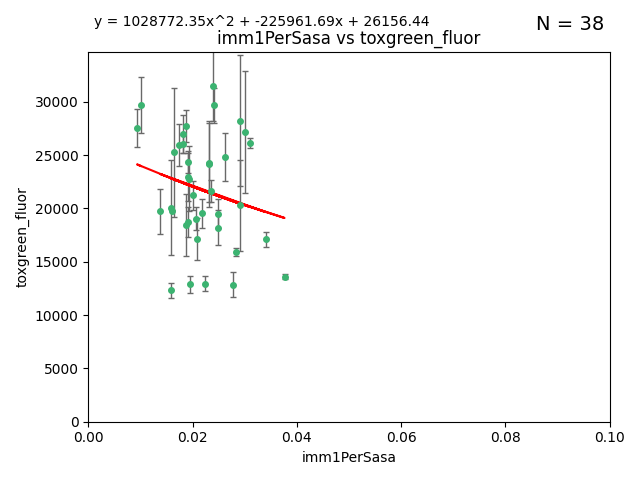 y = 1028772.35x^2 + -225961.69x + 26156.44
N = 38
imm1PerSasa vs toxgreen_fluor
30000
25000
20000
15000
10000
5000
0
toxgreen_fluor
0.00 0.02 0.04 0.06 0.08 0.10
imm1PerSasa